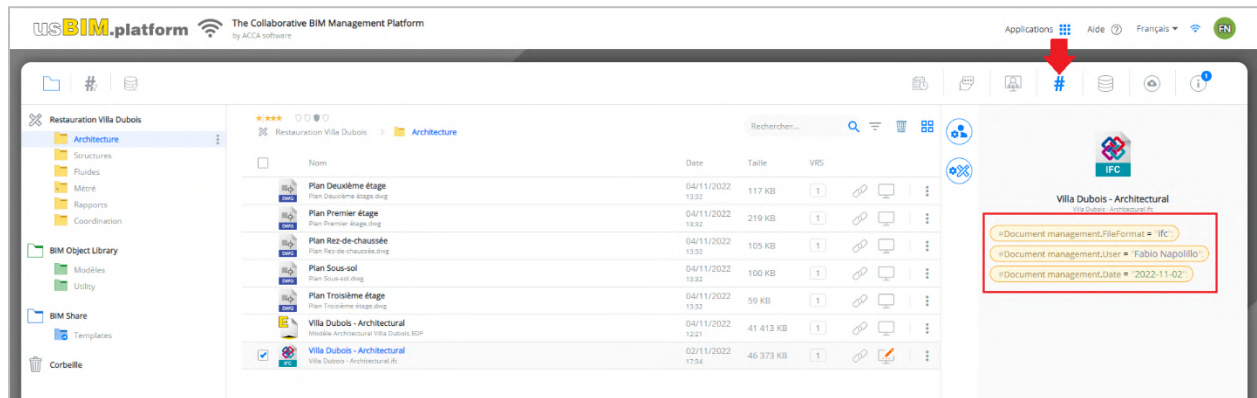 usBIM.platform
The Collaborative BIM Management Platform
by ACCA software
Applications
Aide
Français
FN
#
#
1
Restauration Villa Dubois
Architecture
Structures
Fluides
Métré
Rapports
Coordination
BIM Object Library
Modèles
Utility
BIM Share
Templates
Corbeille
Restauration Villa Dubois > Architecture
Rechercher...
Nom Date Taille VRS
Plan Deuxième étage 04/11/2022 117 KB 1
DWG Plan Deuxième étage.dwg 13:32
Plan Premier étage 04/11/2022 219 KB 1
DWG Plan Premier étage.dwg 13:32
Plan Rez-de-chaussée 04/11/2022 105 KB 1
DWG Plan Rez-de-chaussée.dwg 13:32
Plan Sous-sol 04/11/2022 100 KB 1
DWG Plan Sous-sol.dwg 13:32
Plan Troisième étage 04/11/2022 59 KB 1
DWG Plan Troisième étage.dwg 13:32
Villa Dubois - Architectural 04/11/2022 41 413 KB 1
Modèle Architectural Villa Dubois.EDF 12:21
Villa Dubois - Architectural 02/11/2022 46 373 KB 1
IFC Villa Dubois - Architectural.ifc 17:54
IFC
Villa Dubois - Architectural
Villa Dubois - Architectural.ifc
#Document management.FileFormat = "ifc";
#Document management.User = "Fabio Napolillo";
#Document management.Date = "2022-11-02";